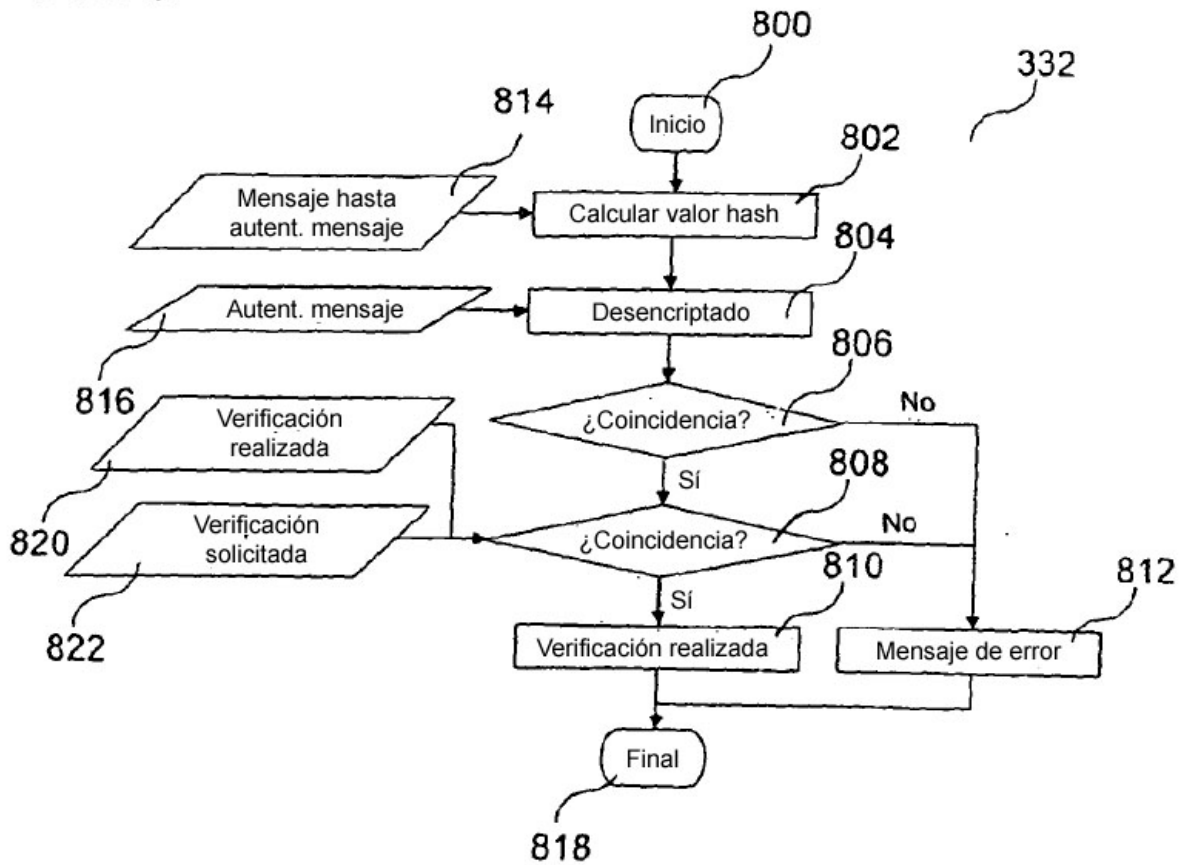 800
332
814
Inicio
802
Mensaje hasta
autent. mensaje
Calcular valor hash
804
Autent. mensaje
Desencriptado
806
816
Verificación
realizada
¿Coincidencia?
No
Sí
808
820
Verificación
solicitada
¿Coincidencia?
No
810
812
822
Sí
Verificación realizada
Mensaje de error
Final
818